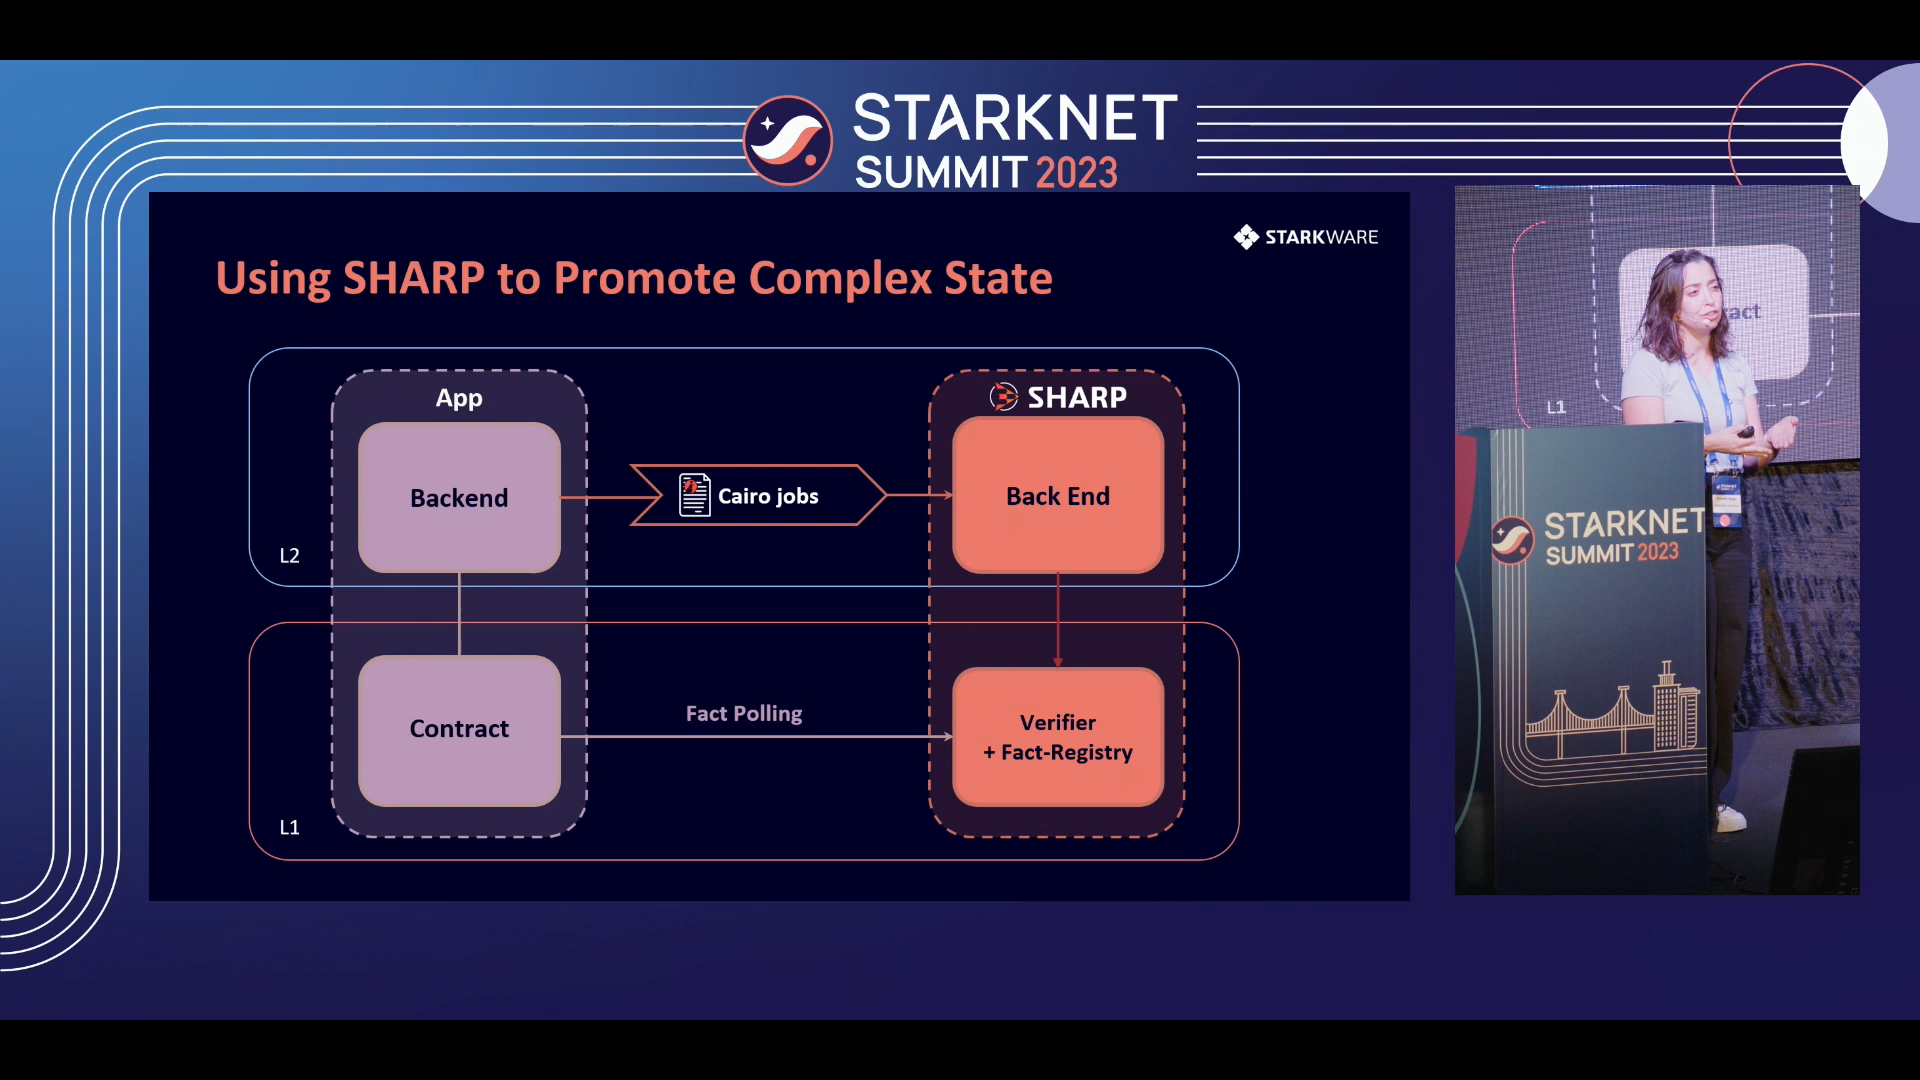 STARKNET
SUMMIT 2023
STARKWARE
Using SHARP to Promote Complex State
App
SHARP
Backend
Cairo jobs
Back End
L2
Contract
Fact Polling
Verifier
+ Fact-Registry
L1
ract
L1
STARKNET
SUMMIT 2023